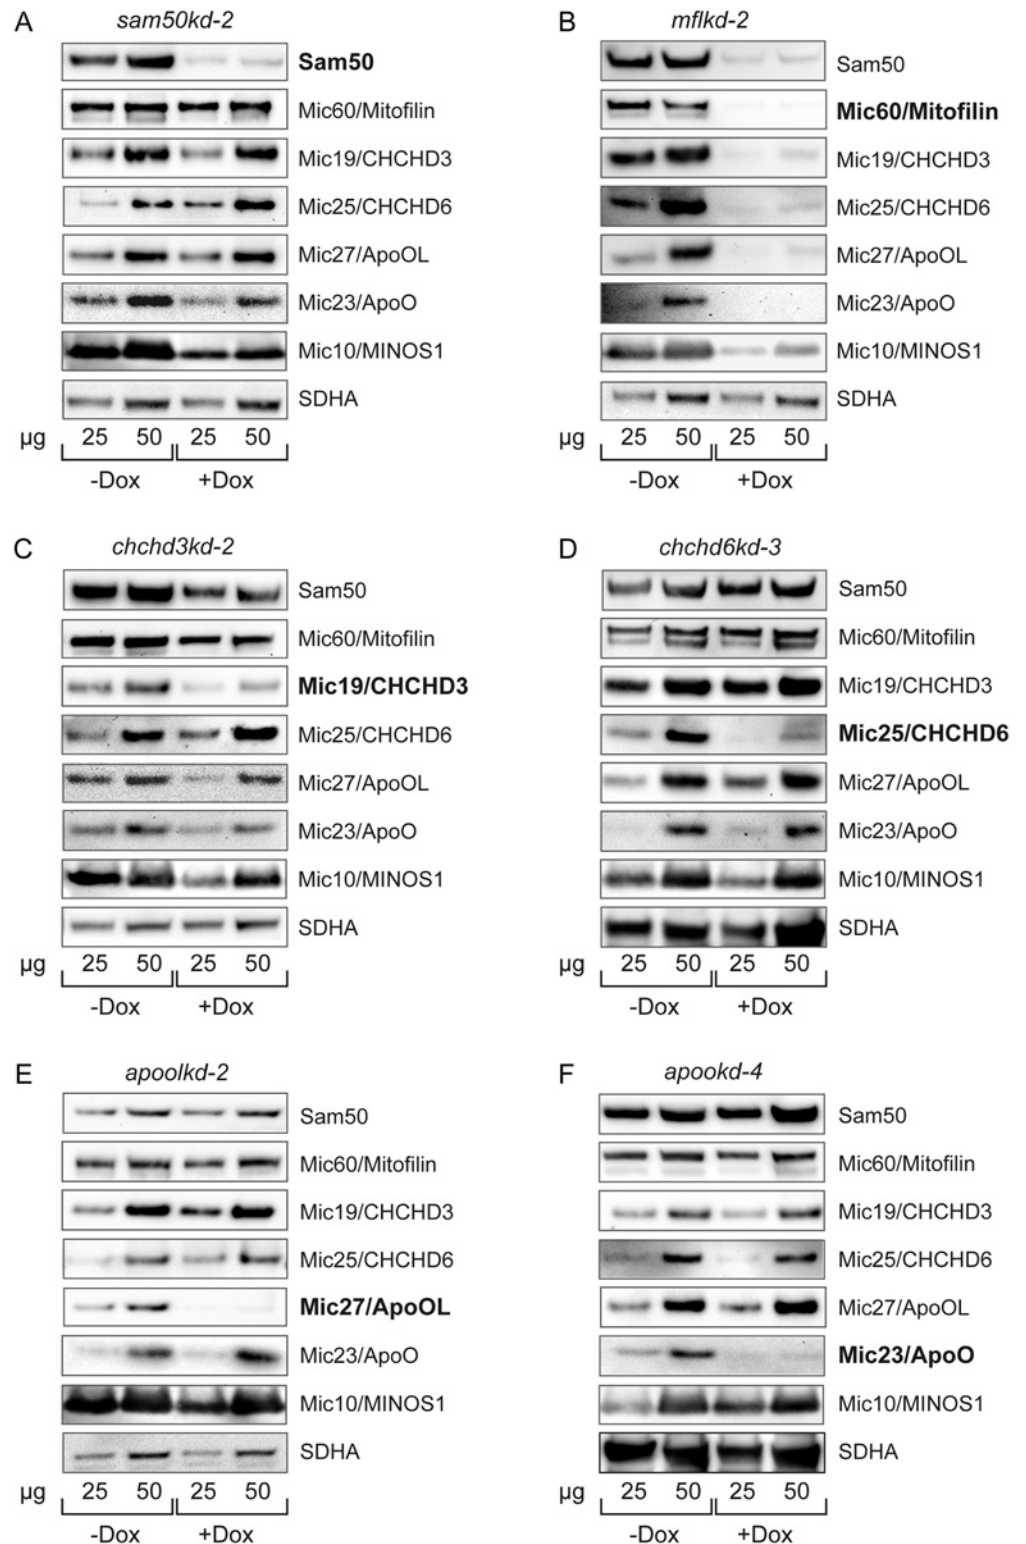 A
sam50kd-2
Sam50
Mic60/Mitofilin
Mic19/CHCHD3
Mic25/CHCHD6
Mic27/ApoOL
Mic23/ApoO
Mic10/MINOS1
SDHA
µg 25 50 25 50
-Dox +Dox
B
mflkd-2
Sam50
Mic60/Mitofilin
Mic19/CHCHD3
Mic25/CHCHD6
Mic27/ApoOL
Mic23/ApoO
Mic10/MINOS1
SDHA
µg 25 50 25 50
-Dox +Dox
C
chchd3kd-2
Sam50
Mic60/Mitofilin
Mic19/CHCHD3
Mic25/CHCHD6
Mic27/ApoOL
Mic23/ApoO
Mic10/MINOS1
SDHA
µg 25 50 25 50
-Dox +Dox
D
chchd6kd-3
Sam50
Mic60/Mitofilin
Mic19/CHCHD3
Mic25/CHCHD6
Mic27/ApoOL
Mic23/ApoO
Mic10/MINOS1
SDHA
µg 25 50 25 50
-Dox +Dox
E
apoolkd-2
Sam50
Mic60/Mitofilin
Mic19/CHCHD3
Mic25/CHCHD6
Mic27/ApoOL
Mic23/ApoO
Mic10/MINOS1
SDHA
µg 25 50 25 50
-Dox +Dox
F
apookd-4
Sam50
Mic60/Mitofilin
Mic19/CHCHD3
Mic25/CHCHD6
Mic27/ApoOL
Mic23/ApoO
Mic10/MINOS1
SDHA
µg 25 50 25 50
-Dox +Dox